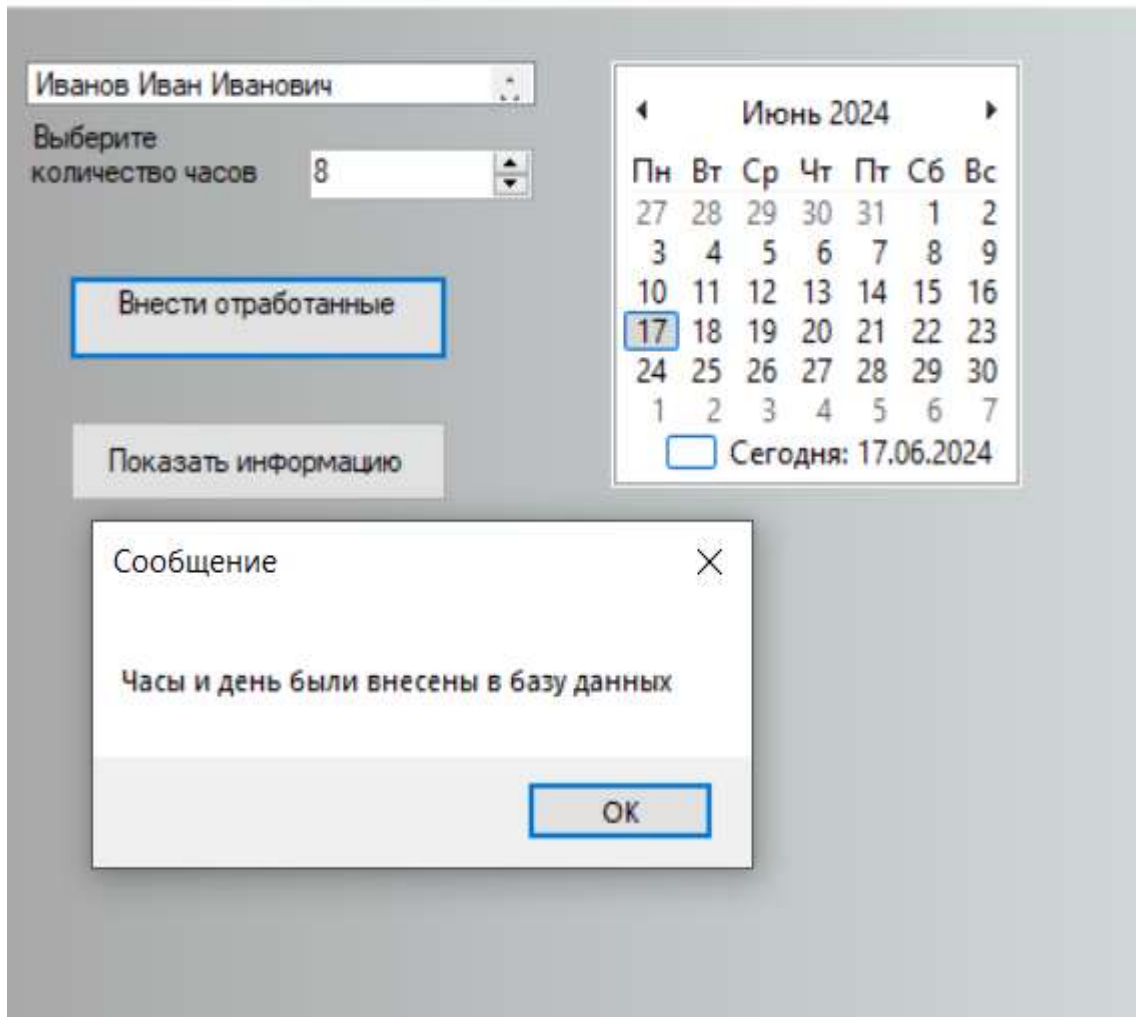 Иванов Иван Иванович
Выберите
количество часов 8
Внести отработанные
Показать информацию
Июнь 2024
Пн Вт Ср Чт Пт Сб Вс
27 28 29 30 31 1 2
3 4 5 6 7 8 9
10 11 12 13 14 15 16
17 18 19 20 21 22 23
24 25 26 27 28 29 30
1 2 3 4 5 6 7
Сегодня: 17.06.2024
Сообщение
Часы и день были внесены в базу данных
ОК